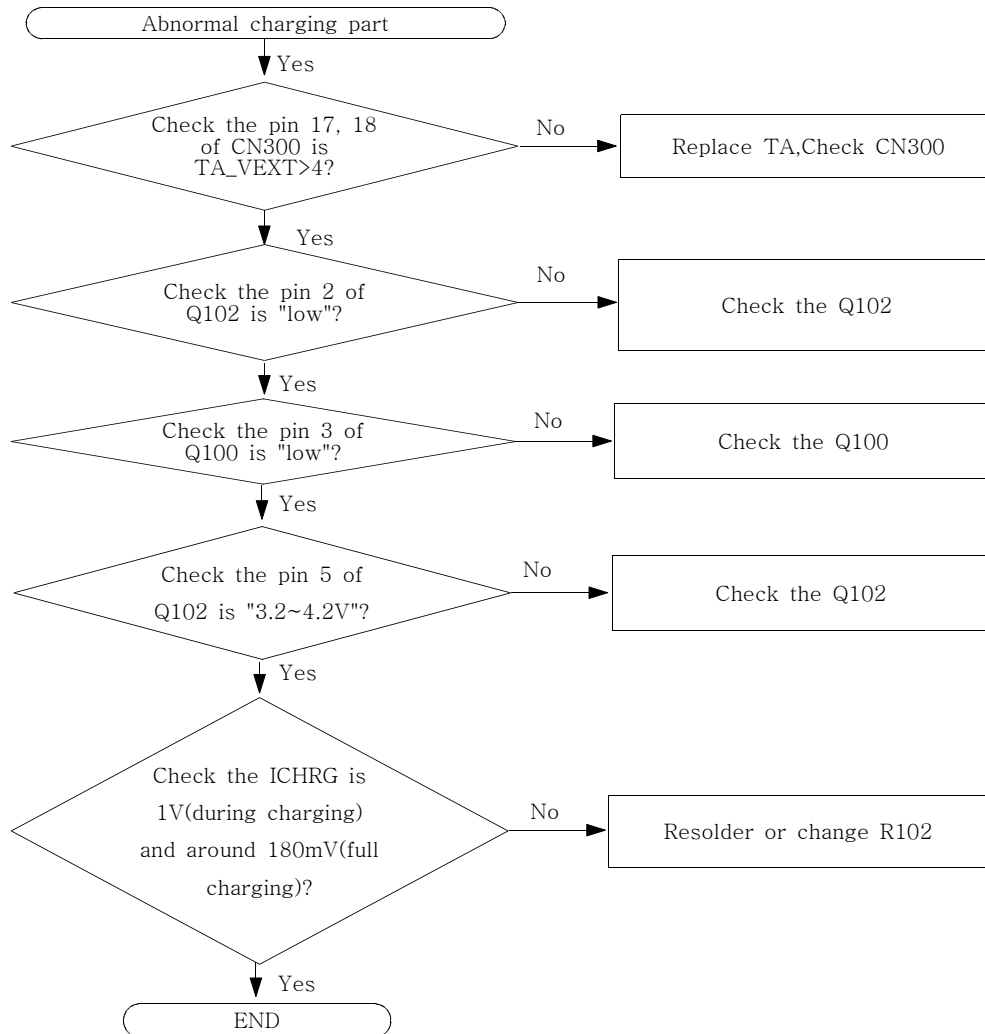 Abnormal charging part
Yes
Check the pin 17, 18
of CN300 is
TA_VEXT>4?
No
Replace TA,Check CN300
Yes
Check the pin 2 of
Q102 is "low"?
No
Check the Q102
Yes
Check the pin 3 of
Q100 is "low"?
No
Check the Q100
Yes
Check the pin 5 of
Q102 is "3.2~4.2V"?
No
Check the Q102
Yes
Check the ICHRG is
1V(during charging)
and around 180mV(full
charging)?
No
Resolder or change R102
Yes
END